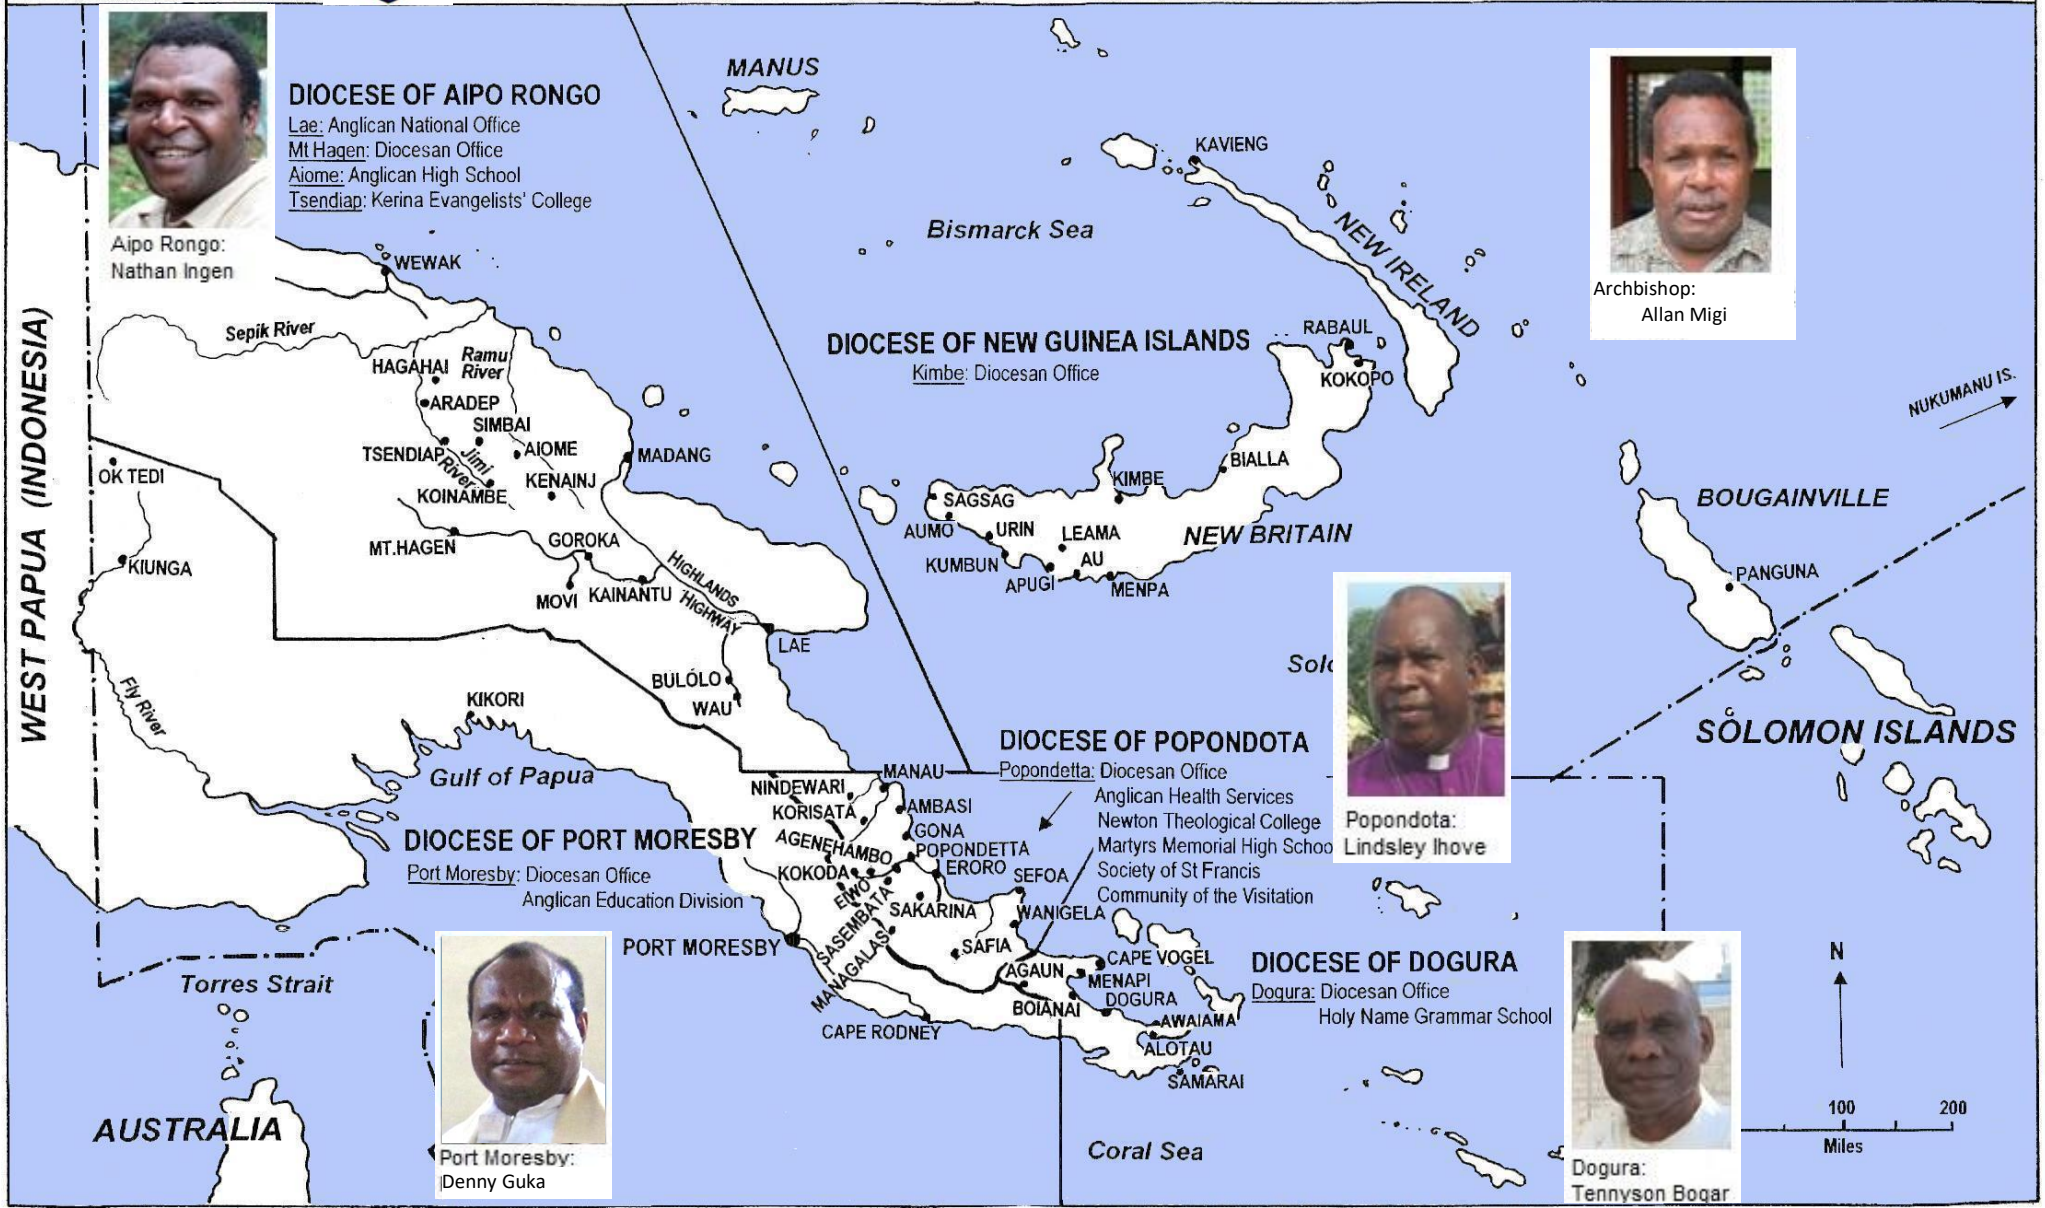 DIOCESE OF AIPO RONGO
Lae: Anglican National Office
Mt Hagen: Diocesan Office
Aiome: Anglican High School
Tsendiap: Kerina Evangelists' College
Aipo Rongo:
Nathan Ingen
MANUS
KAVIENG
Bismarck Sea
NEW IRELAND
Archbishop:
Allan Migi
WEWAK
Sepik River
HAGAHAI
Ramu
River
ARADEP
SIMBAI
TSENDIAP
Jimi
River
AIOME
KOINAMBE
KENAINJ
MADANG
WEST PAPUA (INDONESIA)
OK TEDI
KIUNGA
MT.HAGEN
GOROKA
MOVI
KAINANTU
HIGHLANDS
HIGHWAY
LAE
BULÓLO
WAU
Fly River
KIKORI
Gulf of Papua
DIOCESE OF NEW GUINEA ISLANDS
Kimbe: Diocesan Office
RABAUL
KOKOPO
BIALLA
KIMBE
SAGSAG
AUMO
URIN
LEAMA
KUMBUN
AU
APUGI
MENPA
NEW BRITAIN
NUKUMANU IS.
BOUGAINVILLE
PANGUNA
Solo
SOLOMON ISLANDS
DIOCESE OF POPONDOTA
Popondetta: Diocesan Office
Anglican Health Services
Newton Theological College
Martyrs Memorial High Schoo
Society of St Francis
Community of the Visitation
Popondota:
Lindsley Ihove
MANAU
NINDEWARI
KORISATA
AMBASI
GONA
AGENEHAMBO
POPONDETTA
KOKODA
ERORO
EIWO
SEFOA
SASEMBATA
SAKARINA
WANIGELA
MANAGALAS
SAFIA
AGAUN
CAPE VOGEL
MENAPI
BOIANAI
DOGURA
AWAIAMA
ALOTAU
SAMARAI
CAPE RODNEY
DIOCESE OF PORT MORESBY
Port Moresby: Diocesan Office
Anglican Education Division
PORT MORESBY
Torres Strait
AUSTRALIA
Port Moresby:
Denny Guka
DIOCESE OF DOGURA
Dogura: Diocesan Office
Holy Name Grammar School
Dogura:
Tennyson Bogar
Coral Sea
N
100 200
Miles